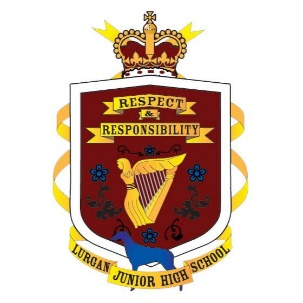 RESPECT
&
RESPONSIBILITY
LURGAN JUNIOR HIGH SCHOOL